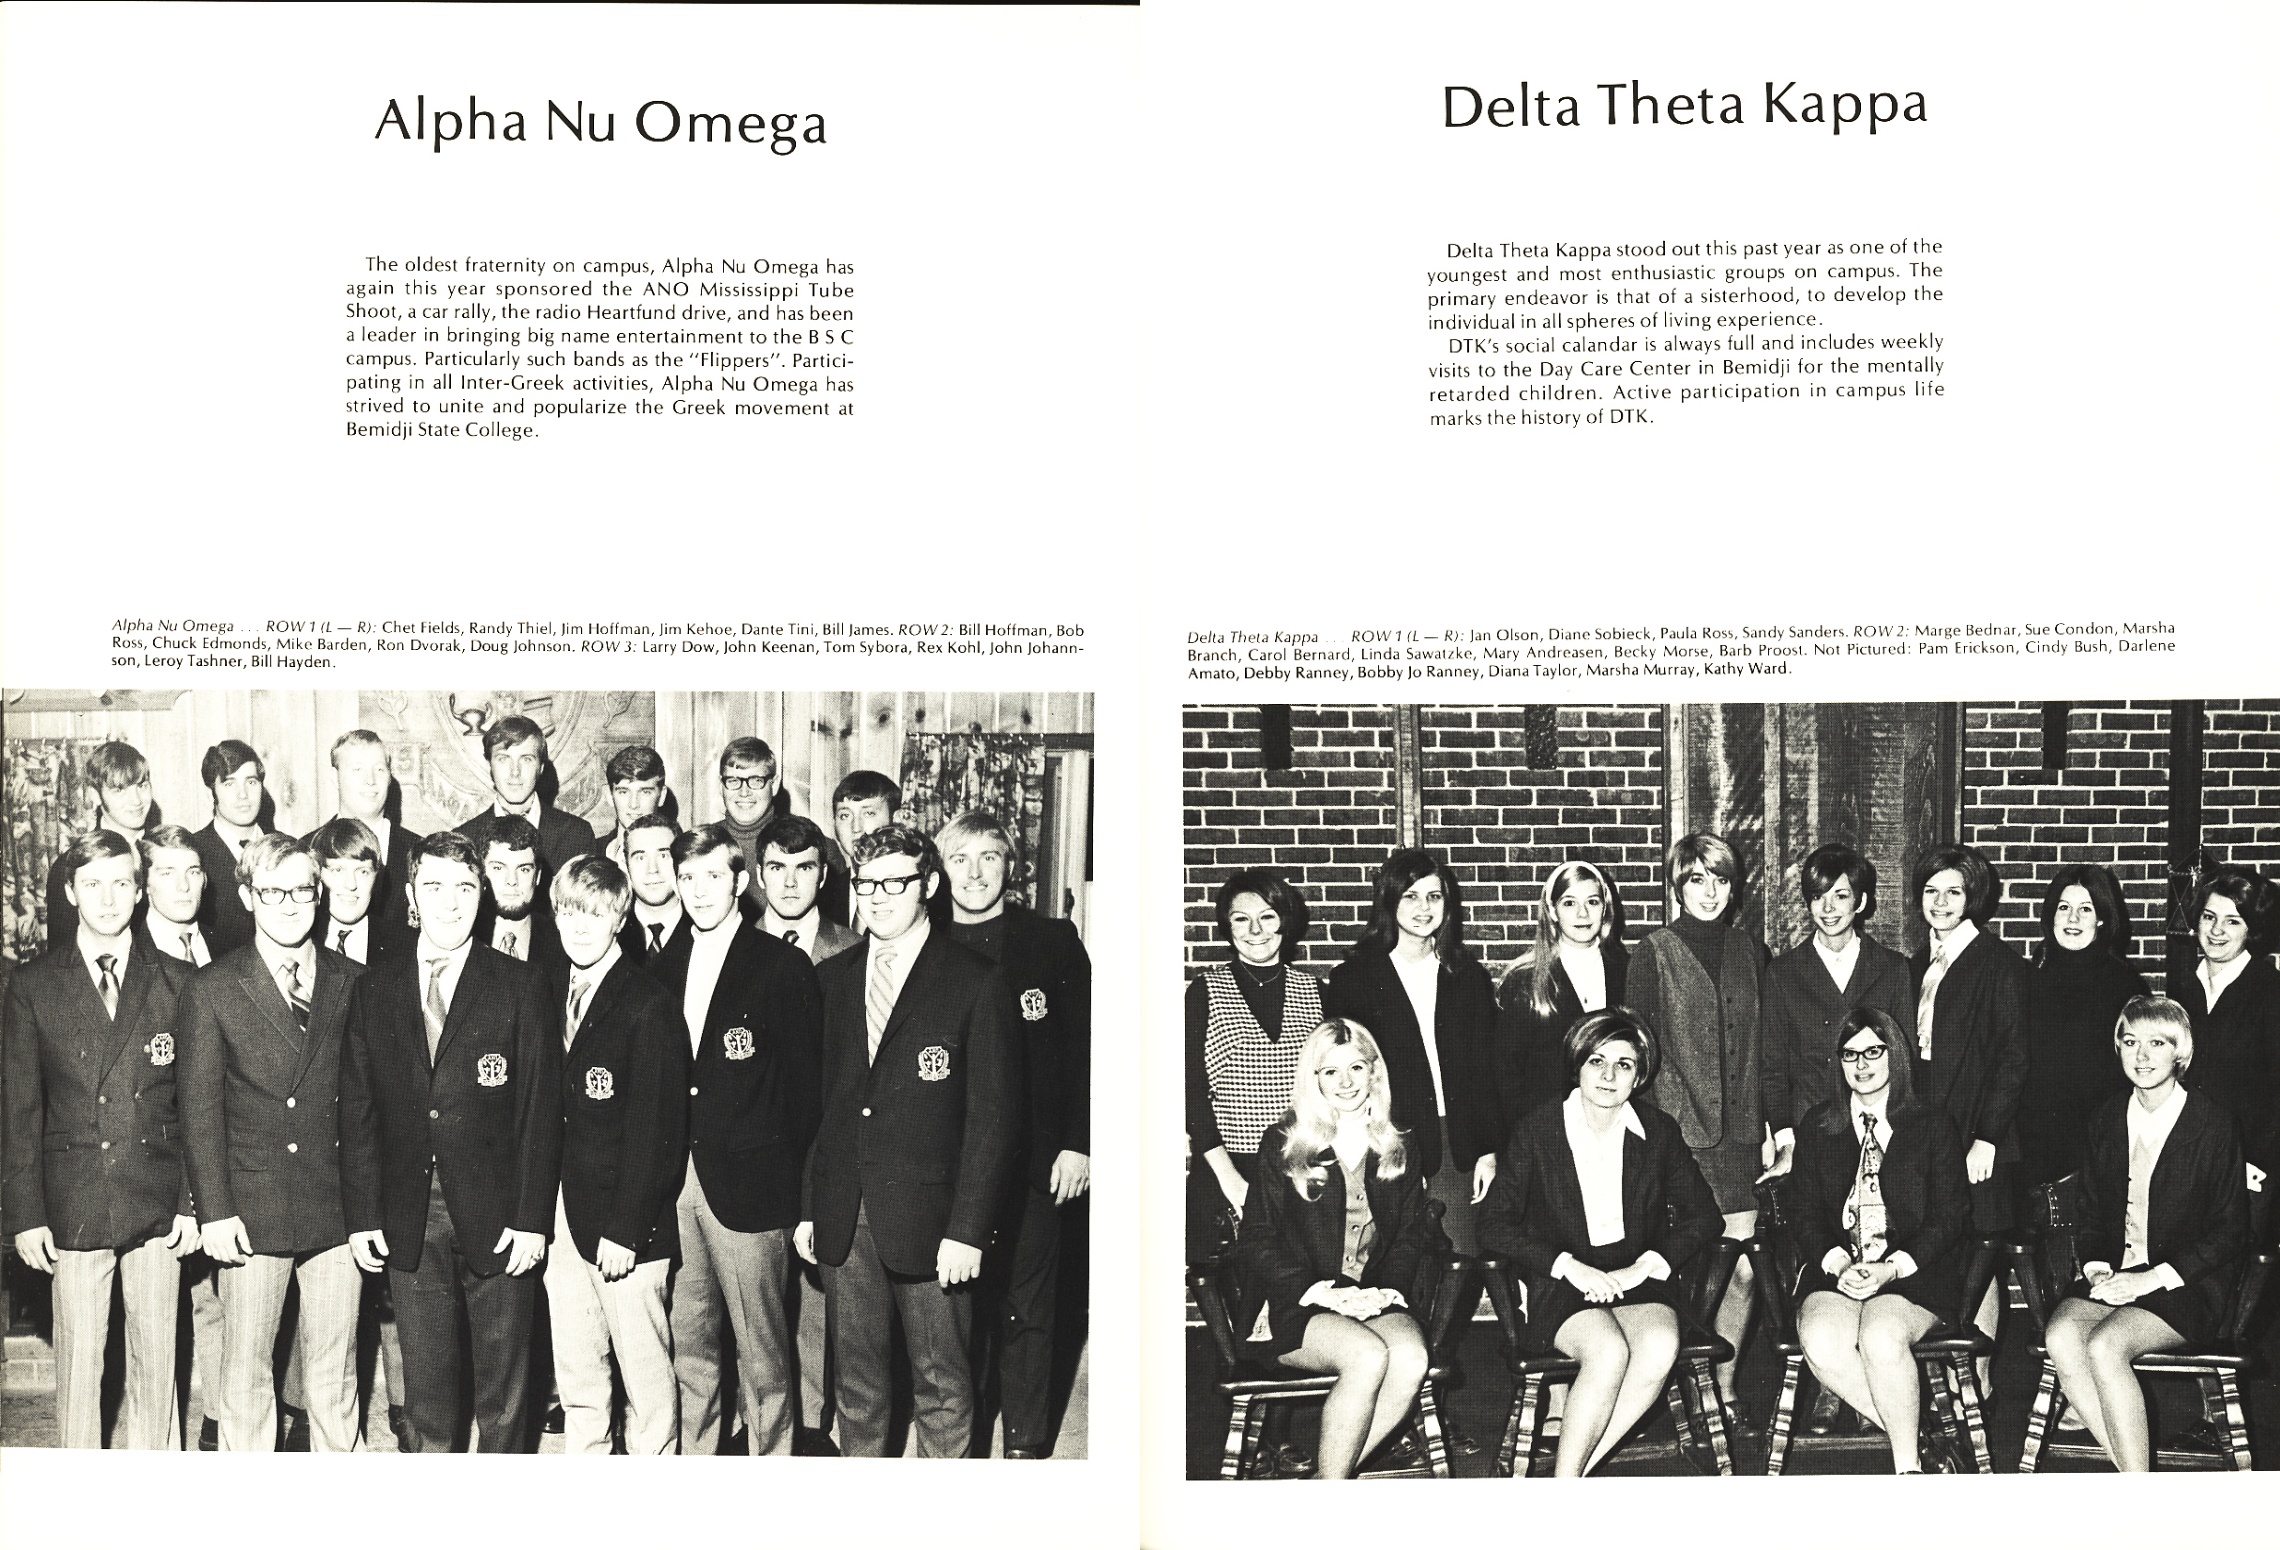 Alpha Nu Omega
The oldest fraternity on campus, Alpha Nu Omega has
again this year sponsored the ANO Mississippi Tube
Shoot, a car rally, the radio Heartfund drive, and has been
a leader in bringing big name entertainment to the B S C
campus. Particularly such bands as the "Flippers". Partici-
pating in all Inter-Greek activities, Alpha Nu Omega has
strived to unite and popularize the Greek movement at
Bemidji State College.
Alpha Nu Omega ... ROW 1 (L — R): Chet Fields, Randy Thiel, Jim Hoffman, Jim Kehoe, Dante Tini, Bill James. ROW 2: Bill Hoffman, Bob
Ross, Chuck Edmonds, Mike Barden, Ron Dvorak, Doug Johnson. ROW 3: Larry Dow, John Keenan, Tom Sybora, Rex Kohl, John Johann-
son, Leroy Tashner, Bill Hayden.
Delta Theta Kappa
Delta Theta Kappa stood out this past year as one of the
youngest and most enthusiastic groups on campus. The
primary endeavor is that of a sisterhood, to develop the
individual in all spheres of living experience.
DTK's social calandar is always full and includes weekly
visits to the Day Care Center in Bemidji for the mentally
retarded children. Active participation in campus life
marks the history of DTK.
Delta Theta Kappa ... ROW 1 (L — R): Jan Olson, Diane Sobieck, Paula Ross, Sandy Sanders. ROW 2: Marge Bednar, Sue Condon, Marsha
Branch, Carol Bernard, Linda Sawatzke, Mary Andreasen, Becky Morse, Barb Proost. Not Pictured: Pam Erickson, Cindy Bush, Darlene
Amato, Debby Ranney, Bobby Jo Ranney, Diana Taylor, Marsha Murray, Kathy Ward.